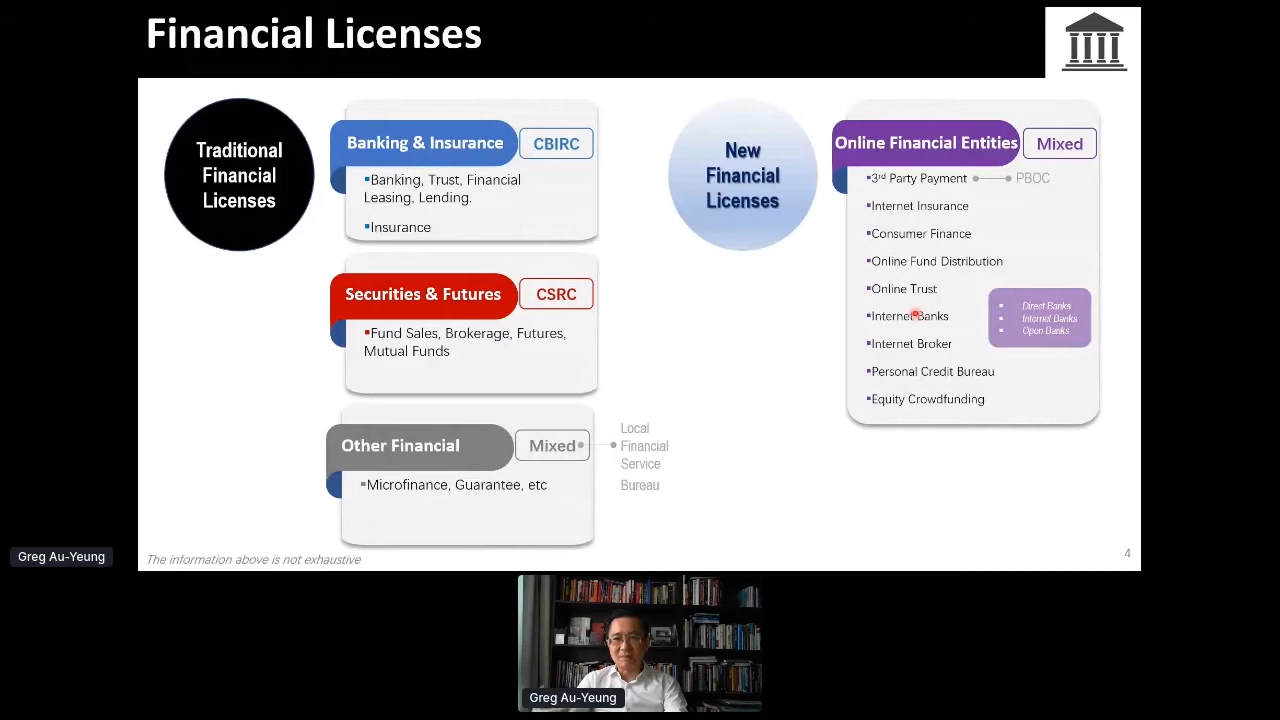 Financial Licenses
Traditional
Financial
Licenses
Banking & Insurance
CBIRC
▪Banking, Trust, Financial
Leasing, Lending.
▪Insurance
Securities & Futures
CSRC
▪Fund Sales, Brokerage, Futures,
Mutual Funds
Other Financial
Mixed
Local
Financial
Service
Bureau
▪Microfinance, Guarantee, etc
New
Financial
Licenses
Online Financial Entities
Mixed
▪3rd Party Payment
PBOC
▪Internet Insurance
▪Consumer Finance
▪Online Fund Distribution
▪Online Trust
▪Internet Banks
▪ Direct Banks
▪ Internet Banks
▪ Open Banks
▪Internet Broker
▪Personal Credit Bureau
▪Equity Crowdfunding
The information above is not exhaustive
4
Greg Au-Yeung
Greg Au-Yeung